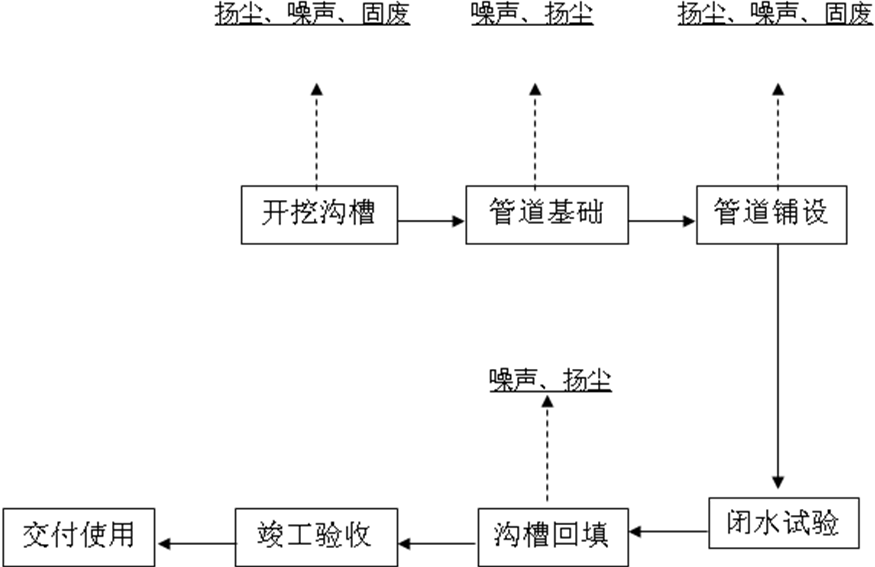 扬尘、噪声、固废 噪声、扬尘 扬尘、噪声、固废
开挖沟槽 管道基础 管道铺设
噪声、扬尘
交付使用 竣工验收 沟槽回填 闭水试验